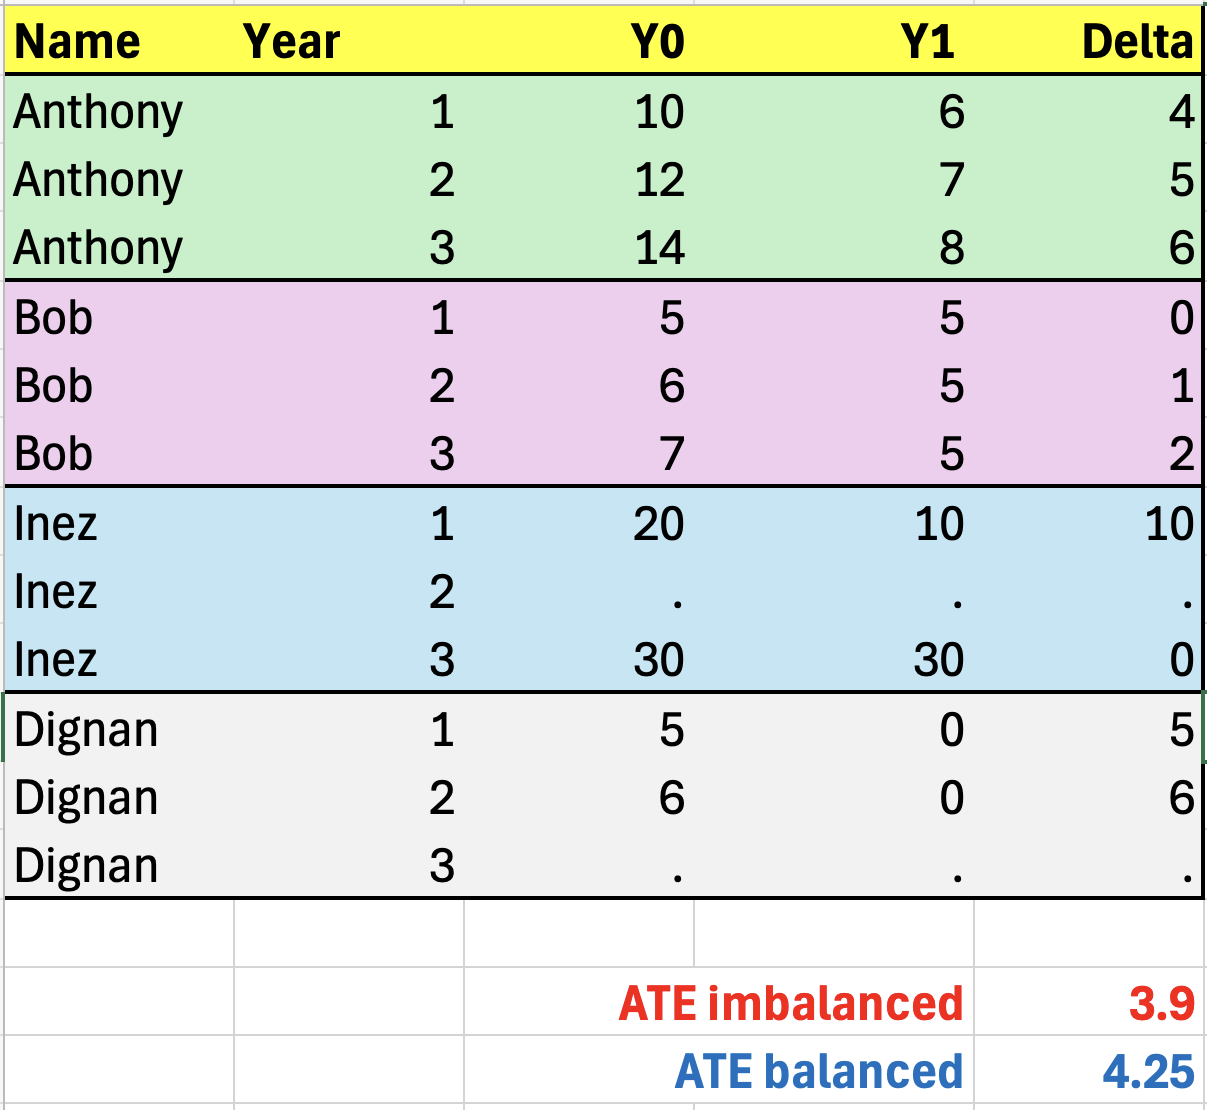 Name Year Y0 Y1 Delta
Anthony 1 10 6 4
Anthony 2 12 7 5
Anthony 3 14 8 6
Bob 1 5 5 0
Bob 2 6 5 1
Bob 3 7 5 2
Inez 1 20 10 10
Inez 2 . . .
Inez 3 30 30 0
Dignan 1 5 0 5
Dignan 2 6 0 6
Dignan 3 . . .
ATE imbalanced 3.9
ATE balanced 4.25